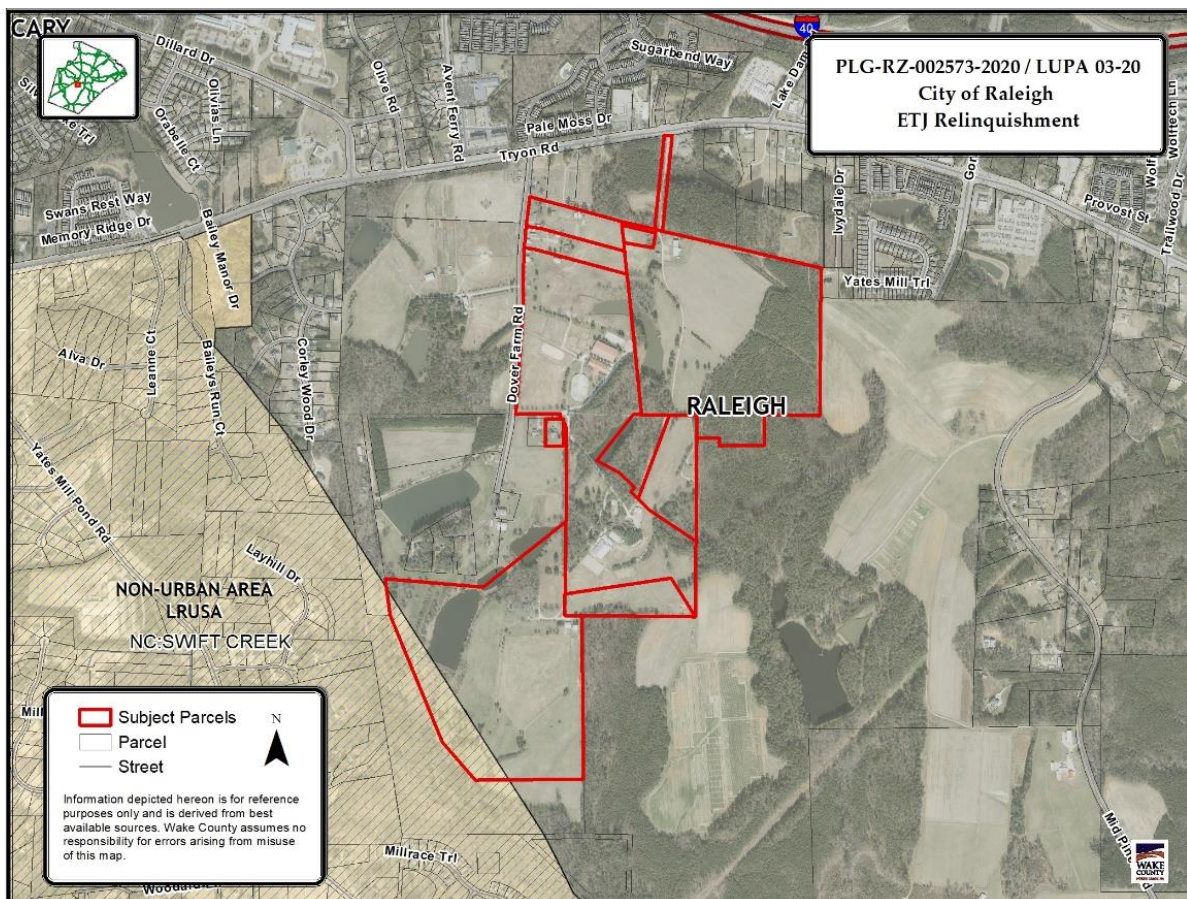 CARY
Dillard Dr
Olivias Ln
Orabelle Ct
Olive Rd
Avent Ferry Rd
Sugarbend Way
Pale Moss Dr
Tryon Rd
40
PLG-RZ-002573-2020 / LUPA 03-20
City of Raleigh
ETJ Relinquishment
Swans Rest Way
Memory Ridge Dr
Bailey Manor Dr
Ivydale Dr
Provost St
Trailwood Dr
Wolftech Ln
Yates Mill Trl
Alva Dr
Leanne Ct
Baileys Run Ct
Corley Wood Dr
Dover Farm Rd
RALEIGH
Yates Mill Pond Rd
Layhill Dr
NON-URBAN AREA
LRUSA
NC:SWIFT CREEK
Subject Parcels
Parcel
Street
N
Information depicted hereon is for reference
purposes only and is derived from best
available sources. Wake County assumes no
responsibility for errors arising from misuse
of this map.
Millrace Trl
WAKE
COUNTY